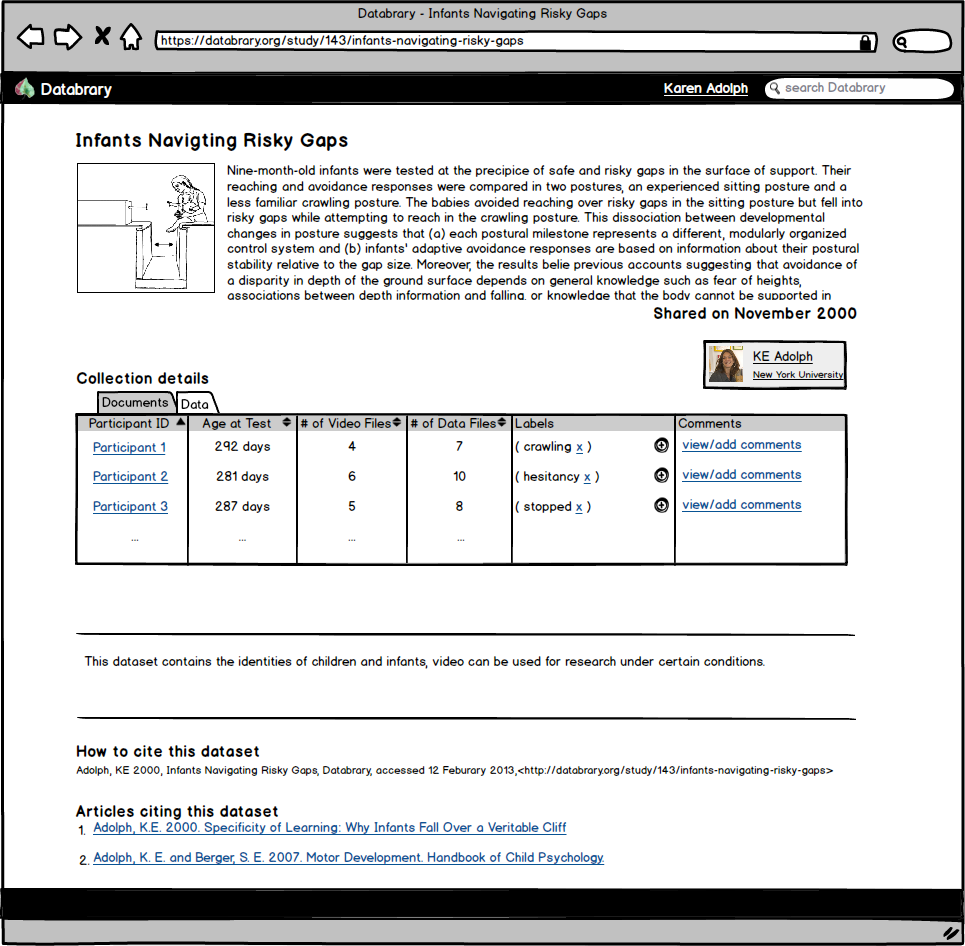 Databrary - Infants Navigating Risky Gaps
https://databrary.org/study/143/infants-navigating-risky-gaps
Databrary
Karen Adolph
search Databrary
Infants Navigting Risky Gaps
Nine-month-old infants were tested at the precipice of safe and risky gaps in the surface of support. Their
reaching and avoidance responses were compared in two postures, an experienced sitting posture and a
less familiar crawling posture. The babies avoided reaching over risky gaps in the sitting posture but fell into
risky gaps while attempting to reach in the crawling posture. This dissociation between developmental
changes in posture suggests that (a) each postural milestone represents a different, modularly organized
control system and (b) infants' adaptive avoidance responses are based on information about their postural
stability relative to the gap size. Moreover, the results belie previous accounts suggesting that avoidance of
a disparity in depth of the ground surface depends on general knowledge such as fear of heights,
associations between depth information and falling, or knowledge that the body cannot be supported in
Shared on November 2000
KE Adolph
New York University
Collection details
Documents Data
Participant ID Age at Test # of Video Files # of Data Files Labels Comments
Participant 1 292 days 4 7 ( crawling x ) view/add comments
Participant 2 281 days 6 10 ( hesitancy x ) view/add comments
Participant 3 287 days 5 8 ( stopped x ) view/add comments
... ... ... ...
This dataset contains the identities of children and infants, video can be used for research under certain conditions.
How to cite this dataset
Adolph, KE 2000, Infants Navigating Risky Gaps, Databrary, accessed 12 Feburary 2013,<http://databrary.org/study/143/infants-navigating-risky-gaps>
Articles citing this dataset
1. Adolph, K.E. 2000. Specificity of Learning: Why Infants Fall Over a Veritable Cliff
2. Adolph, K. E. and Berger, S. E. 2007. Motor Development. Handbook of Child Psychology.